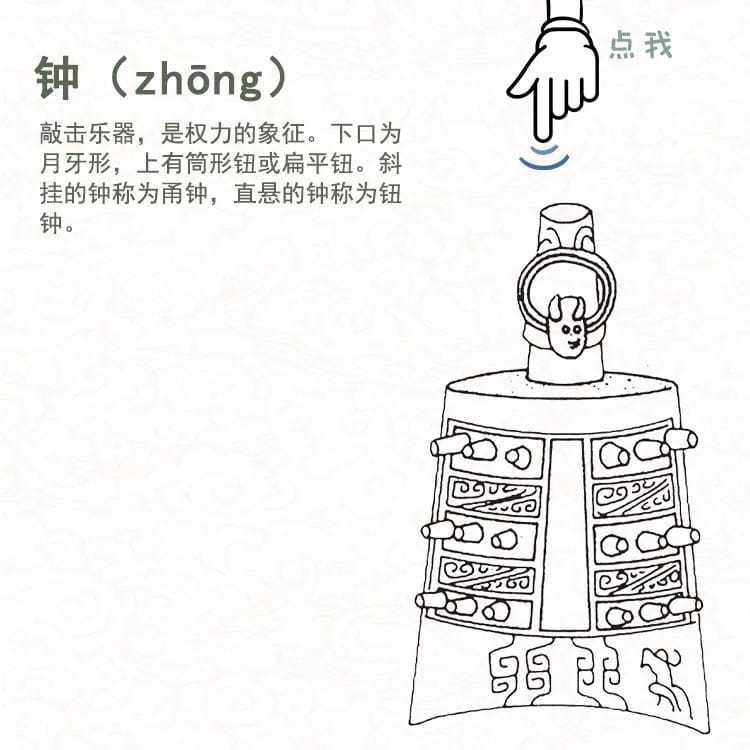 钟（zhōng）
点我
敲击乐器，是权力的象征。下口为
月牙形，上有筒形钮或扁平钮。斜
挂的钟称为甬钟，直悬的钟称为钮
钟。